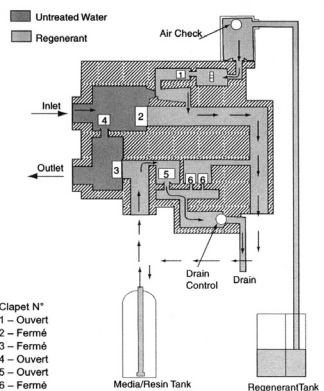 Untreated Water
Regenerant
Air Check
1
Inlet
4
2
Outlet
3
5
6 6
Drain
Control
Drain
Clapet N°
1 – Ouvert
2 – Fermé
3 – Fermé
4 – Ouvert
5 – Ouvert
6 – Fermé
Media/Resin Tank
RegenerantTank